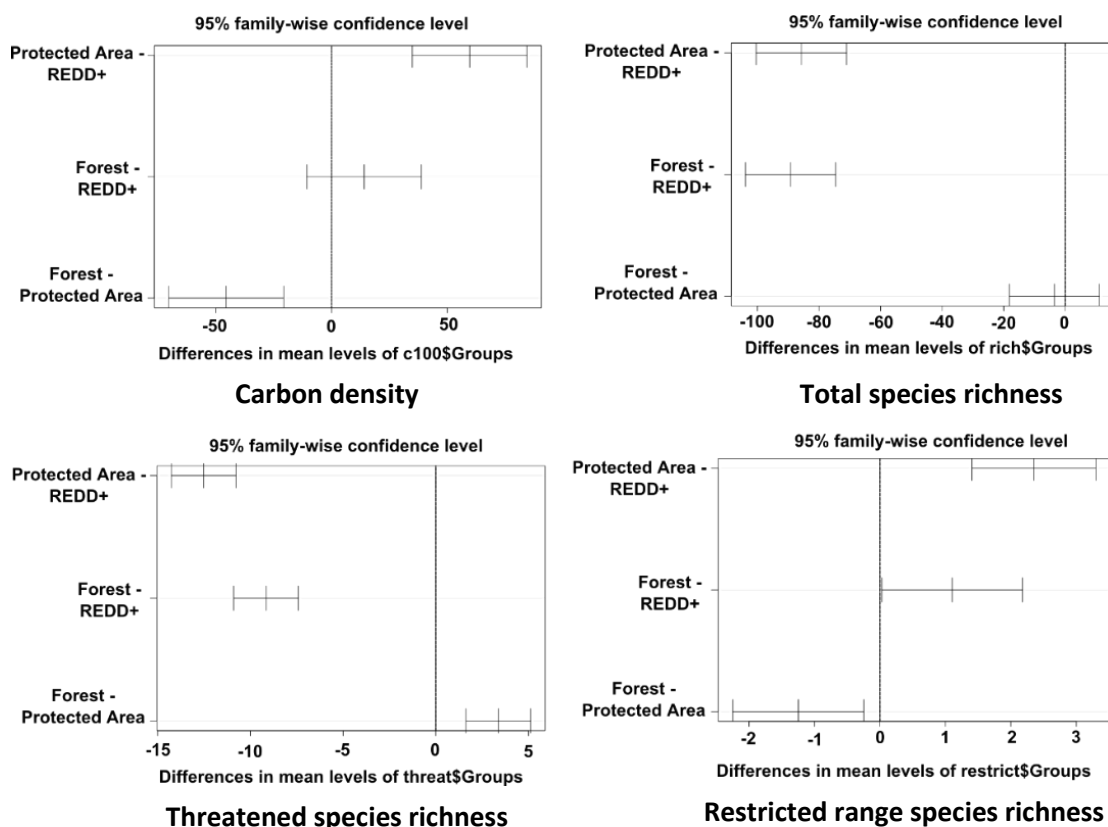 95% family-wise confidence level
Protected Area -
REDD+
Forest -
REDD+
Forest -
Protected Area
-50 0 50
Differences in mean levels of c100$Groups
Carbon density
95% family-wise confidence level
Protected Area -
REDD+
Forest -
REDD+
Forest -
Protected Area
-100 -80 -60 -40 -20 0
Differences in mean levels of rich$Groups
Total species richness
95% family-wise confidence level
Protected Area -
REDD+
Forest -
REDD+
Forest -
Protected Area
-15 -10 -5 0 5
Differences in mean levels of threat$Groups
Threatened species richness
95% family-wise confidence level
Protected Area -
REDD+
Forest -
REDD+
Forest -
Protected Area
-2 -1 0 1 2 3
Differences in mean levels of restrict$Groups
Restricted range species richness